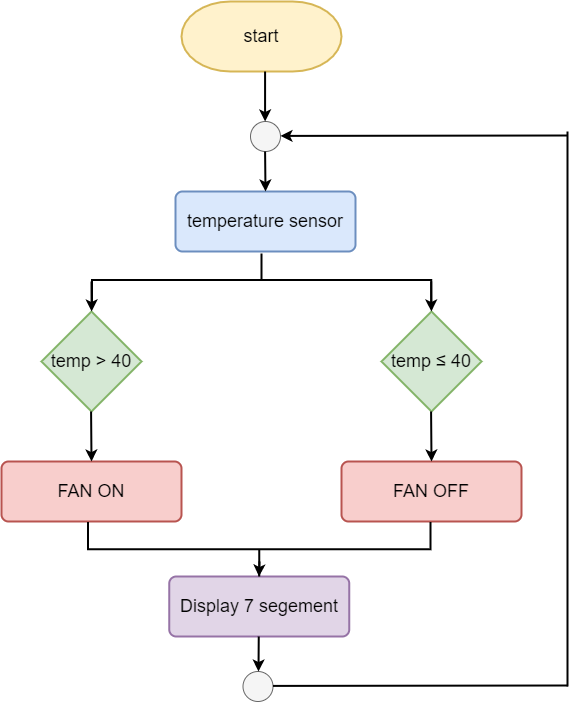 start
temperature sensor
temp > 40
temp ≤ 40
FAN ON
FAN OFF
Display 7 segement